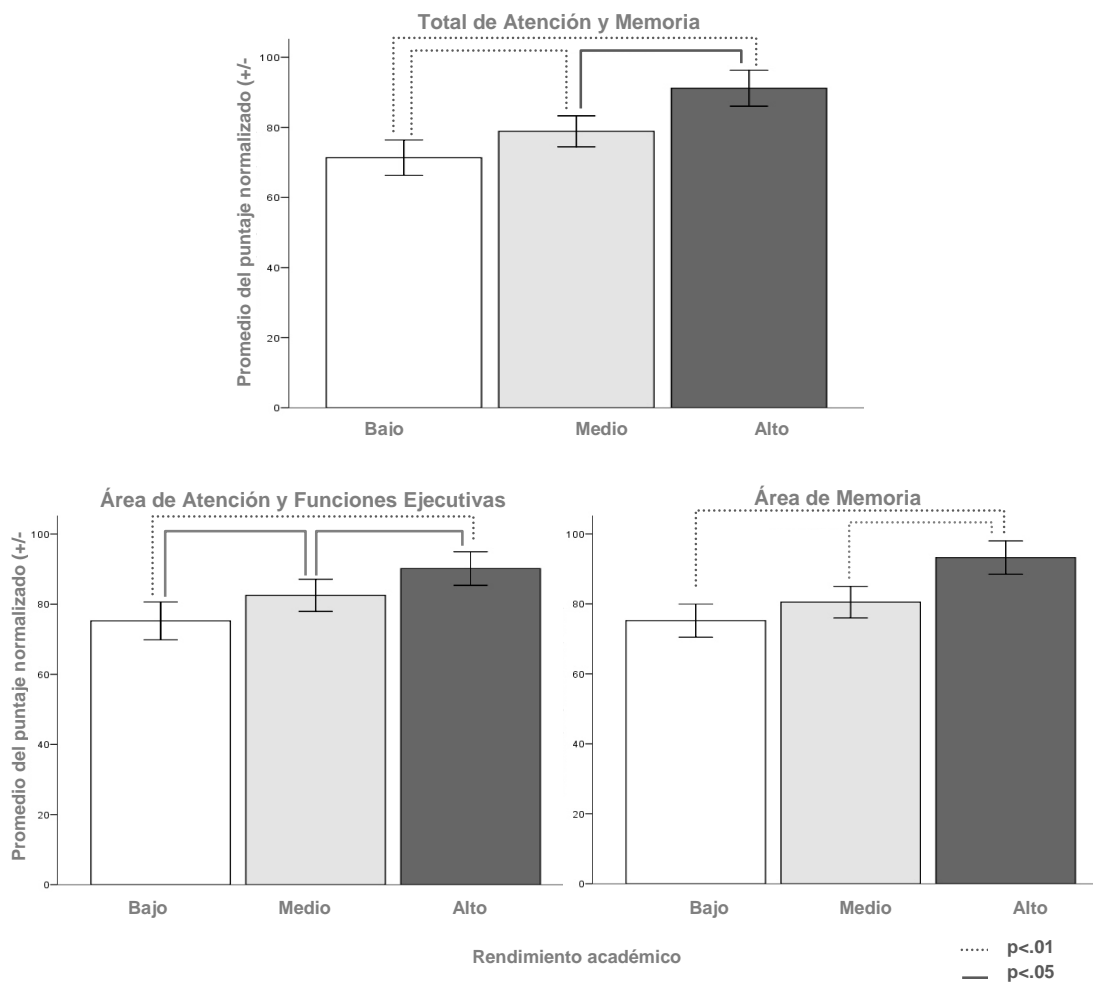 Total de Atención y Memoria
Promedio del puntaje normalizado (+/-
100
80
60
40
20
0
Bajo Medio Alto
Área de Atención y Funciones Ejecutivas
Promedio del puntaje normalizado (+/-
100
80
60
40
20
0
Bajo Medio Alto
Área de Memoria
100
80
60
40
20
0
Bajo Medio Alto
Rendimiento académico
p<.01
p<.05